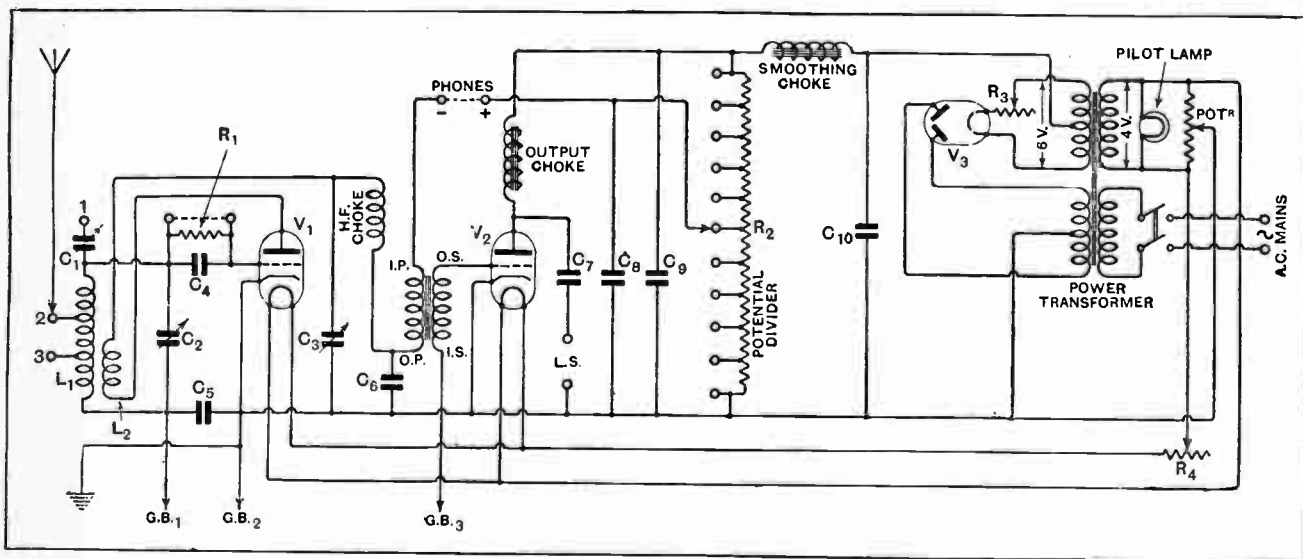 PILOT LAMP
SMOOTHING
CHOKE
PHONES
- +
R3
6 V.
4 V.
POTR
V3
R1
OUTPUT
CHOKE
H.F. CHOKE
1
C1
V1
V2
C4
I.P.
O.S.
C7
C8
C9
R2
C10
A.C. MAINS
2
C2
C3
POTENTIAL
DIVIDER
POWER
TRANSFORMER
3
L1
L2
C5
C6
O.P.
I.S.
L.S.
R4
G.B.1
G.B.2
G.B.3